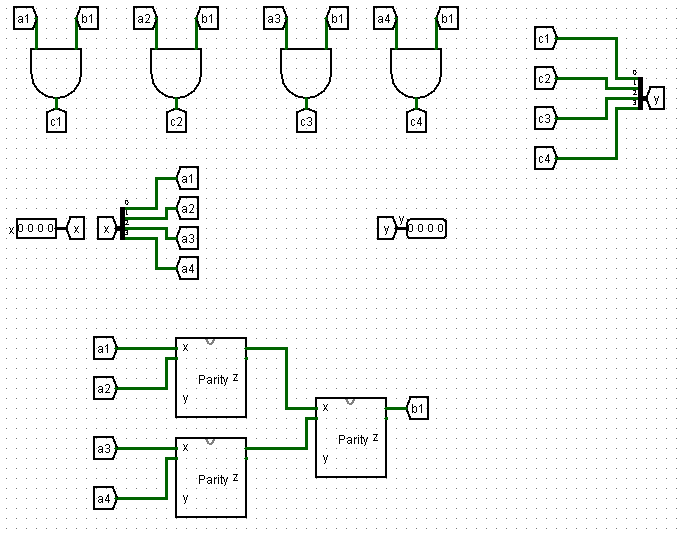 a1 b1 a2 b1 a3 b1 a4 b1
c1 c2 c3 c4
c1
c2
c3
c4
0
1
2
3
y
x 0 0 0 0 x
x
0
1
2
3
a1
a2
a3
a4
y y 0 0 0 0
a1
a2
x
y
Parity z
a3
a4
x
y
Parity z
x
y
Parity z
b1